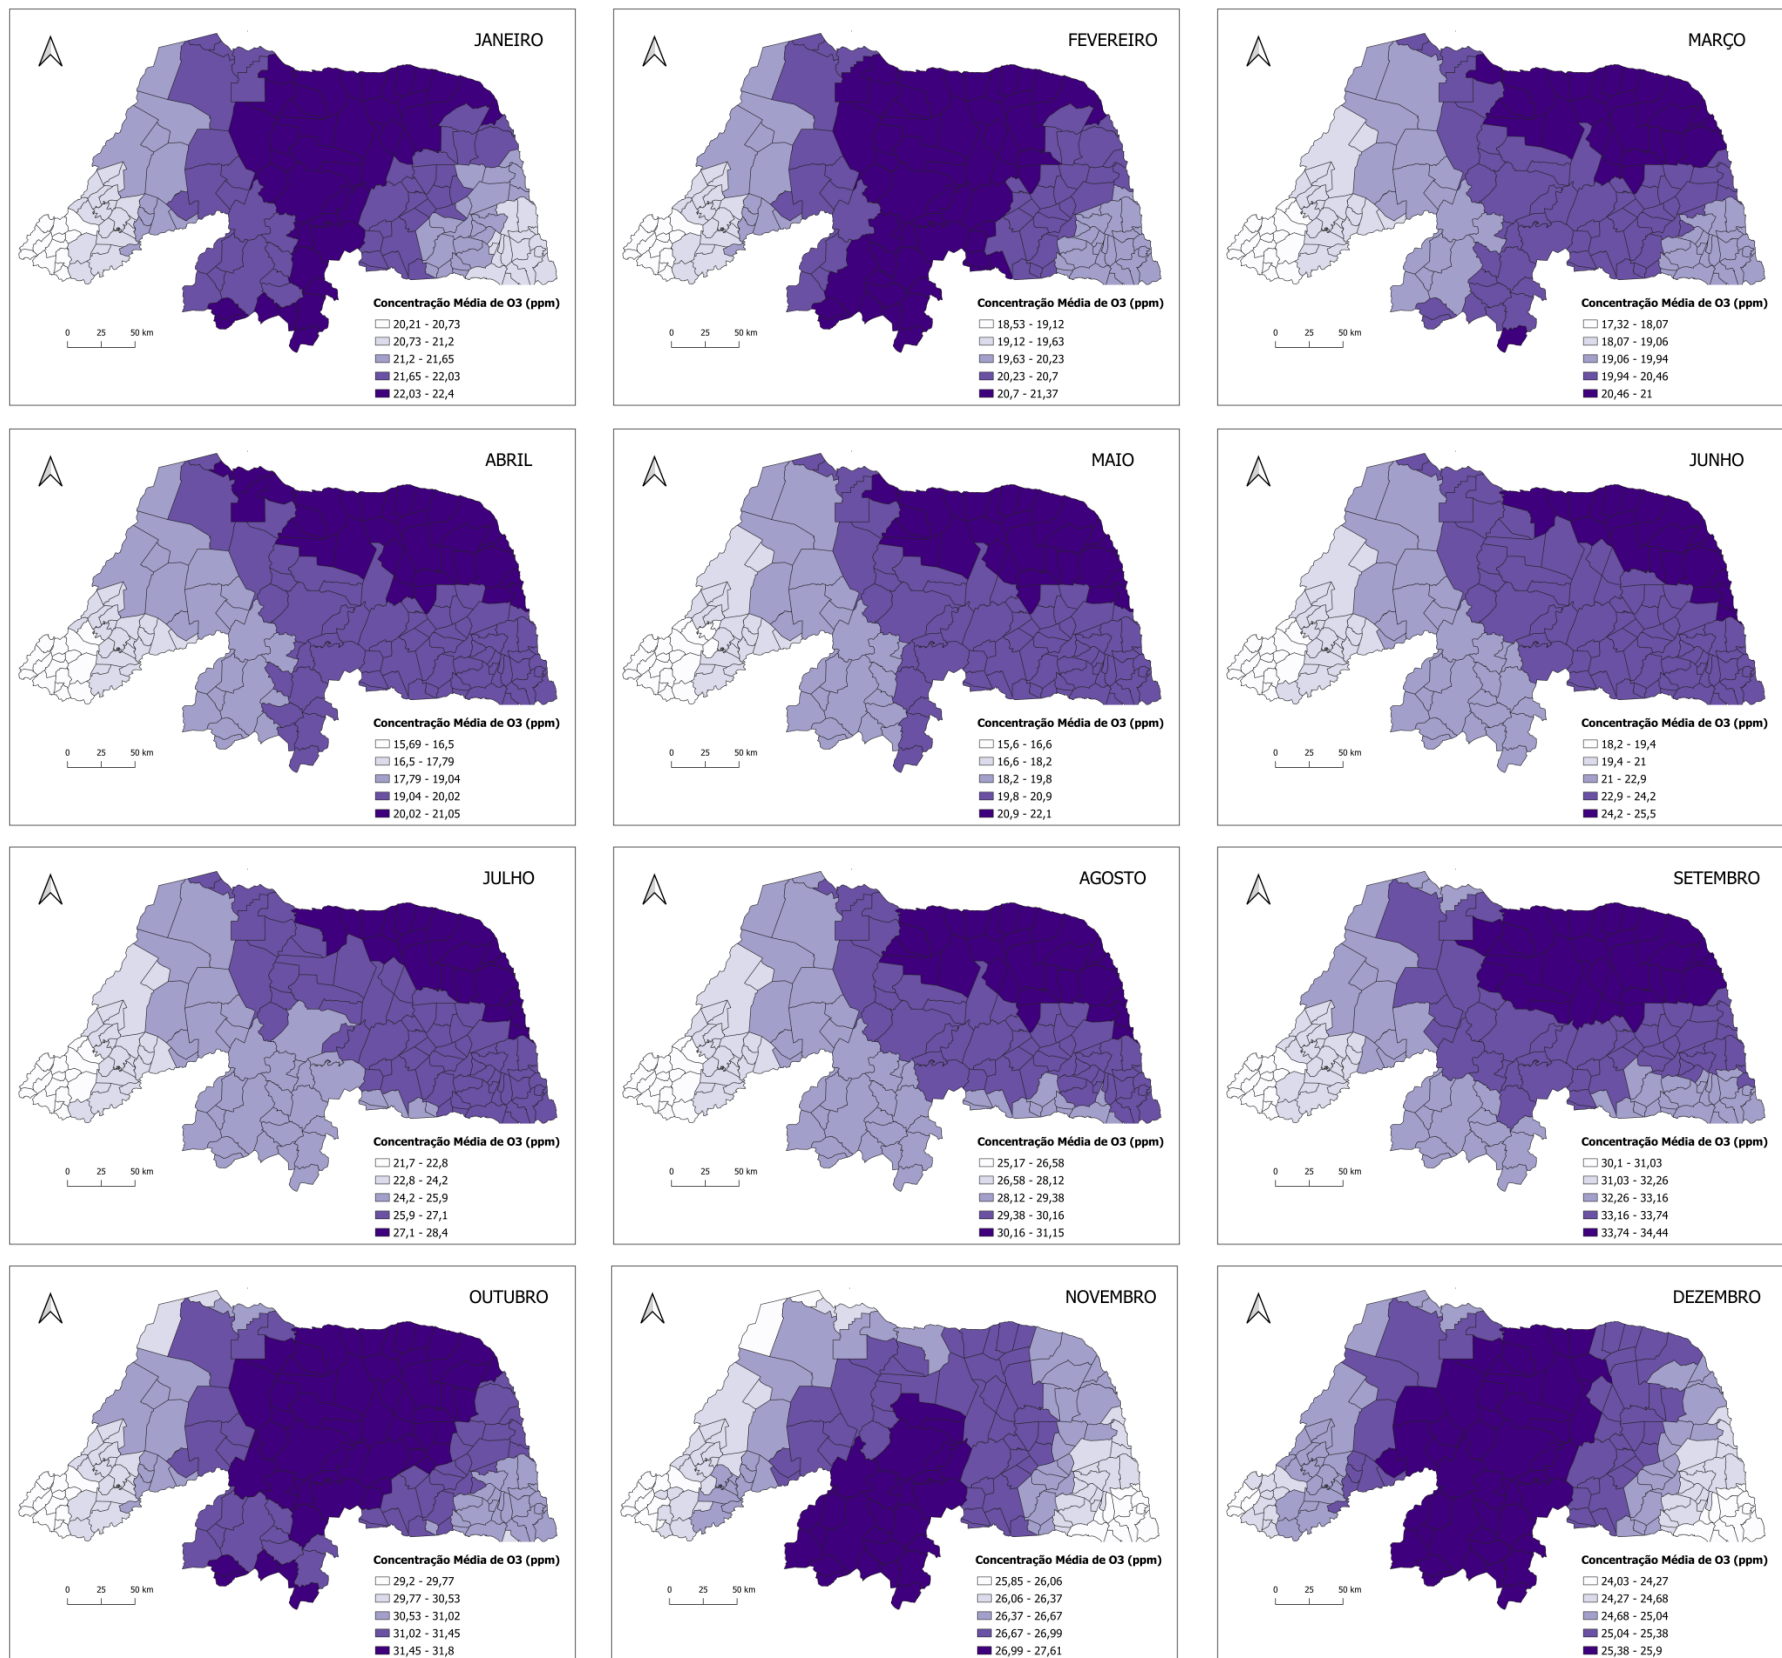 JANEIRO
Concentração Média de O3 (ppm)
20,21 - 20,73
20,73 - 21,2
21,2 - 21,65
21,65 - 22,03
22,03 - 22,4
0 25 50 km
FEVEREIRO
Concentração Média de O3 (ppm)
18,53 - 19,12
19,12 - 19,63
19,63 - 20,23
20,23 - 20,7
20,7 - 21,37
0 25 50 km
MARÇO
Concentração Média de O3 (ppm)
17,32 - 18,07
18,07 - 19,06
19,06 - 19,94
19,94 - 20,46
20,46 - 21
0 25 50 km
ABRIL
Concentração Média de O3 (ppm)
15,69 - 16,5
16,5 - 17,79
17,79 - 19,04
19,04 - 20,02
20,02 - 21,05
0 25 50 km
MAIO
Concentração Média de O3 (ppm)
15,6 - 16,6
16,6 - 18,2
18,2 - 19,8
19,8 - 20,9
20,9 - 22,1
0 25 50 km
JUNHO
Concentração Média de O3 (ppm)
18,2 - 19,4
19,4 - 21
21 - 22,9
22,9 - 24,2
24,2 - 25,5
0 25 50 km
JULHO
Concentração Média de O3 (ppm)
21,7 - 22,8
22,8 - 24,2
24,2 - 25,9
25,9 - 27,1
27,1 - 28,4
0 25 50 km
AGOSTO
Concentração Média de O3 (ppm)
25,17 - 26,58
26,58 - 28,12
28,12 - 29,38
29,38 - 30,16
30,16 - 31,15
0 25 50 km
SETEMBRO
Concentração Média de O3 (ppm)
30,1 - 31,03
31,03 - 32,26
32,26 - 33,16
33,16 - 33,74
33,74 - 34,44
0 25 50 km
OUTUBRO
Concentração Média de O3 (ppm)
29,2 - 29,77
29,77 - 30,53
30,53 - 31,02
31,02 - 31,45
31,45 - 31,8
0 25 50 km
NOVEMBRO
Concentração Média de O3 (ppm)
25,85 - 26,06
26,06 - 26,37
26,37 - 26,67
26,67 - 26,99
26,99 - 27,61
0 25 50 km
DEZEMBRO
Concentração Média de O3 (ppm)
24,03 - 24,27
24,27 - 24,68
24,68 - 25,04
25,04 - 25,38
25,38 - 25,9
0 25 50 km